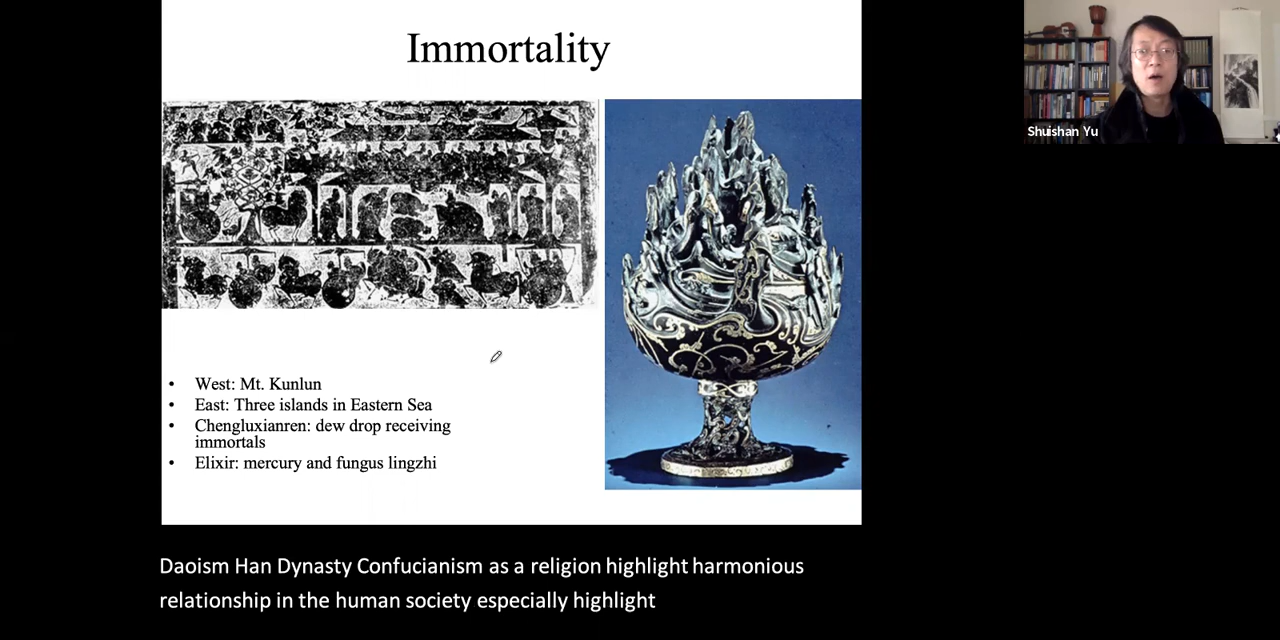 Immortality
Shuishan Yu
• West: Mt. Kunlun
• East: Three islands in Eastern Sea
• Chengluxianren: dew drop receiving
immortals
• Elixir: mercury and fungus lingzhi
Daoism Han Dynasty Confucianism as a religion highlight harmonious
relationship in the human society especially highlight